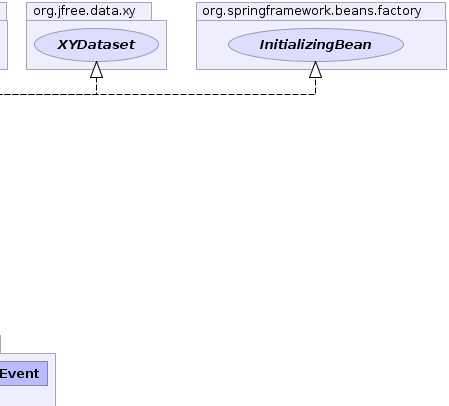 org.jfree.data.xy
org.springframework.beans.factory
XYDataset
InitializingBean
Event